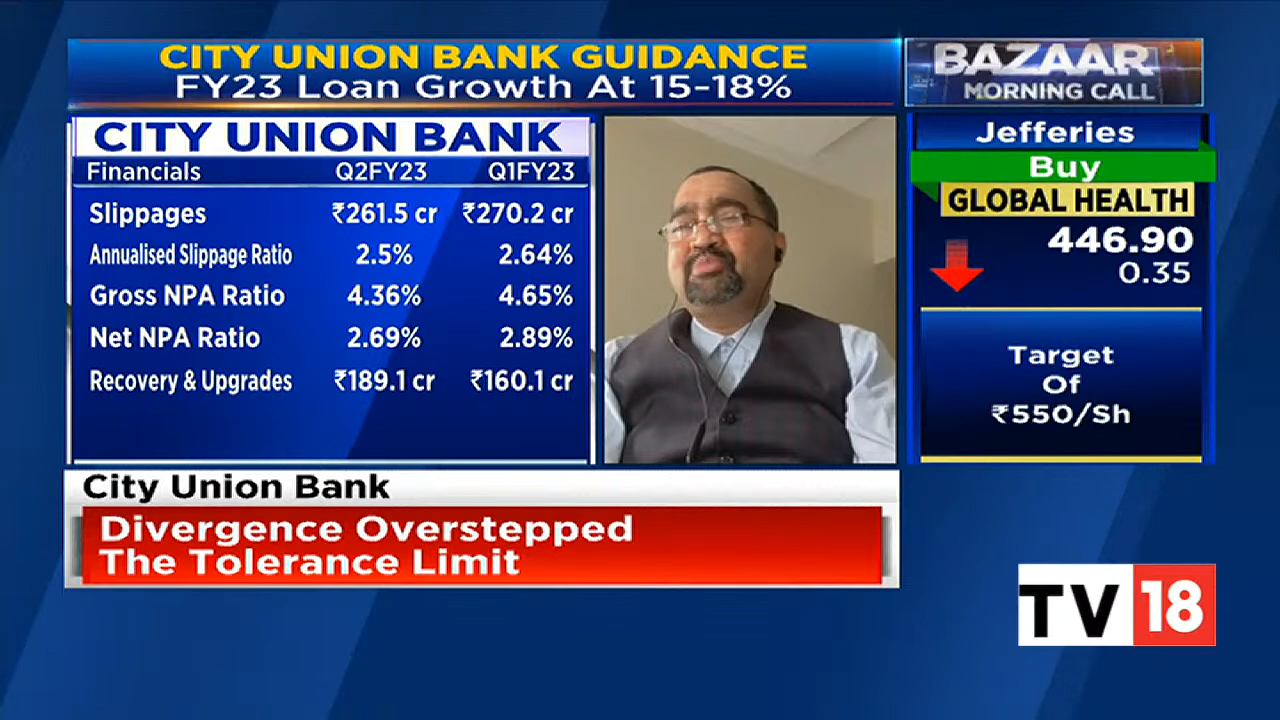 CITY UNION BANK GUIDANCE
FY23 Loan Growth At 15-18%
BAZAAR
MORNING CALL
CITY UNION BANK
Financials Q2FY23 Q1FY23
Slippages ₹261.5 cr ₹270.2 cr
Annualised Slippage Ratio 2.5% 2.64%
Gross NPA Ratio 4.36% 4.65%
Net NPA Ratio 2.69% 2.89%
Recovery & Upgrades ₹189.1 cr ₹160.1 cr
Jefferies
Buy
GLOBAL HEALTH
446.90
0.35
Target
Of
₹550/Sh
City Union Bank
Divergence Overstepped
The Tolerance Limit
TV18